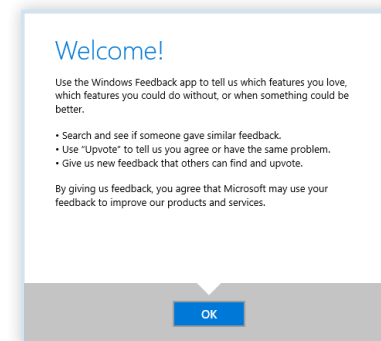 Welcome!
Use the Windows Feedback app to tell us which features you love,
which features you could do without, or when something could be
better.
• Search and see if someone gave similar feedback.
• Use “Upvote” to tell us you agree or have the same problem.
• Give us new feedback that others can find and upvote.
By giving us feedback, you agree that Microsoft may use your
feedback to improve our products and services.
OK